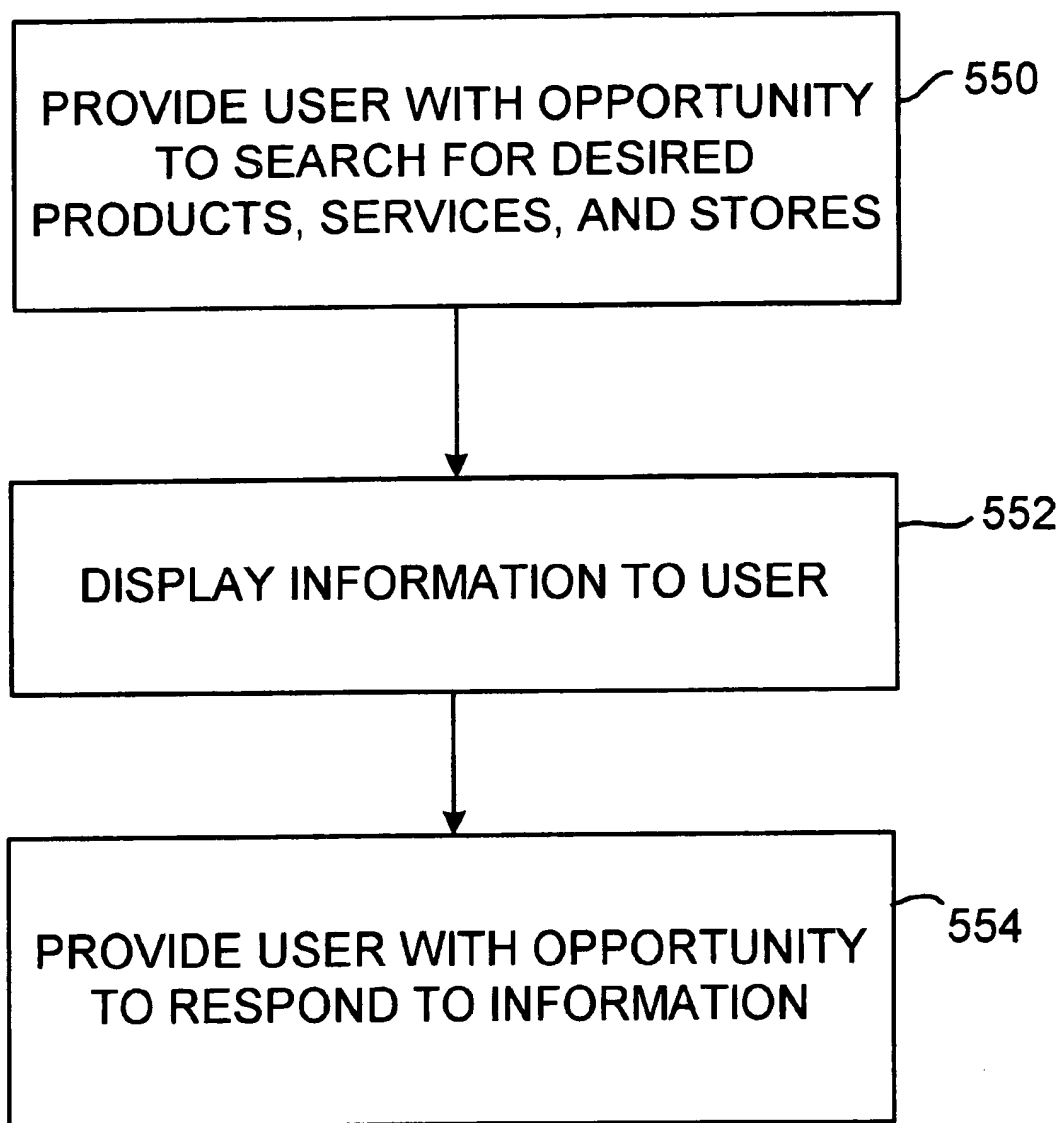 PROVIDE USER WITH OPPORTUNITY
TO SEARCH FOR DESIRED
PRODUCTS, SERVICES, AND STORES
550
DISPLAY INFORMATION TO USER
552
PROVIDE USER WITH OPPORTUNITY
TO RESPOND TO INFORMATION
554